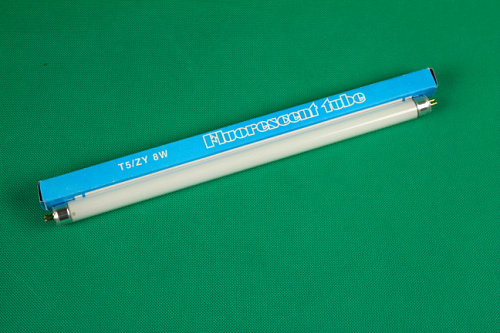 T5/ZY 8W Fluorescent tube